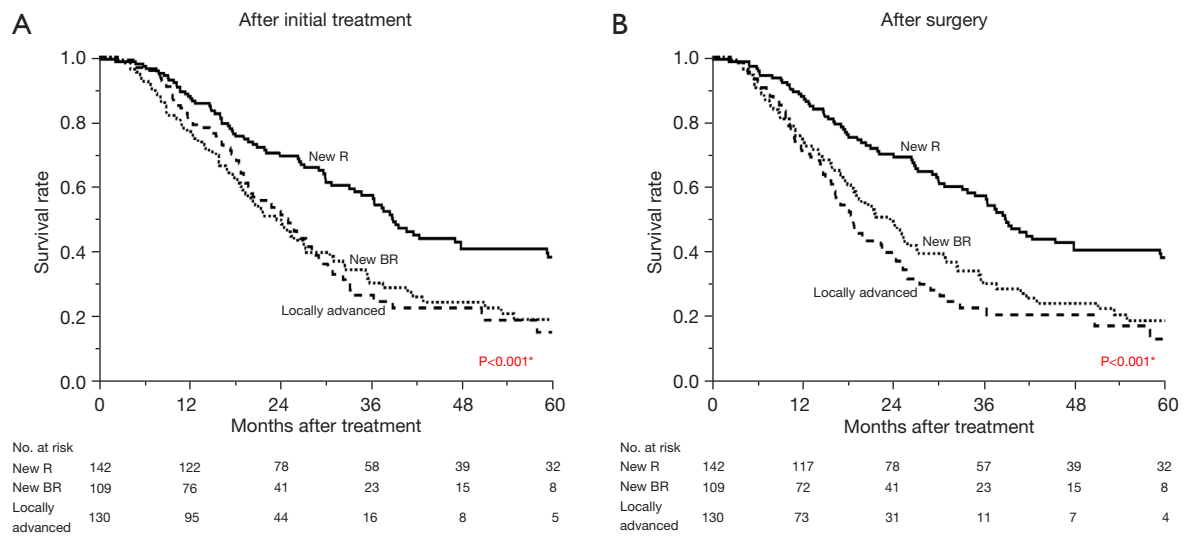 A
After initial treatment
Survival rate
1.0
0.8
0.6
0.4
0.2
0.0
New R
New BR
Locally advanced
P<0.001*
0 12 24 36 48 60
Months after treatment
No. at risk
New R 142 122 78 58 39 32
New BR 109 76 41 23 15 8
Locally
advanced 130 95 44 16 8 5
B
After surgery
Survival rate
1.0
0.8
0.6
0.4
0.2
0.0
New R
New BR
Locally advanced
P<0.001*
0 12 24 36 48 60
Months after treatment
No. at risk
New R 142 117 78 57 39 32
New BR 109 72 41 23 15 8
Locally
advanced 130 73 31 11 7 4